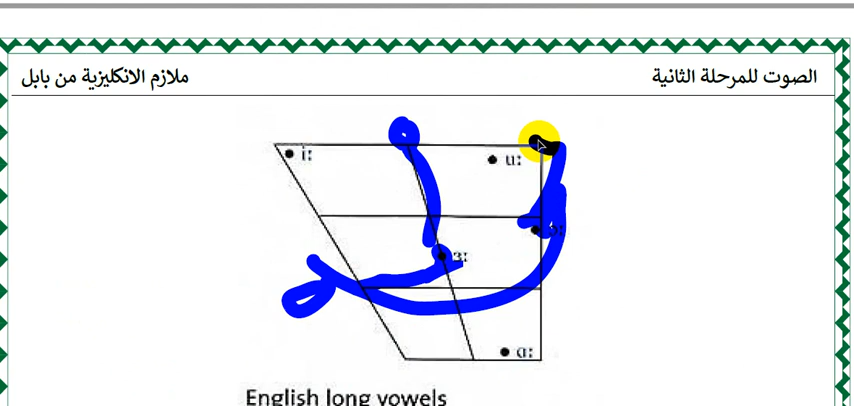 الصوت للمرحلة الثانية
ملازم الانكليزية من بابل
i:
u:
ɔ:
ɜ:
ɑ:
English long vowels